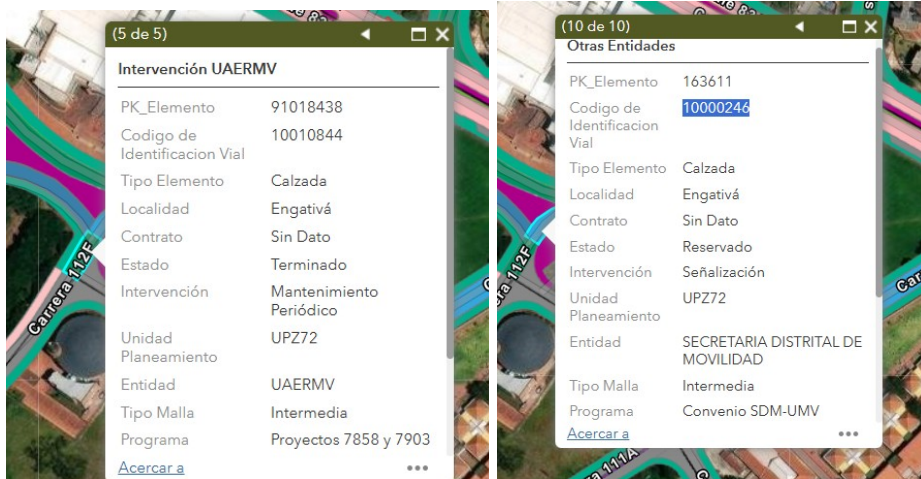 (5 de 5)
Intervención UAERMV
PK_Elemento 91018438
Codigo de 10010844
Identificacion Vial
Tipo Elemento Calzada
Localidad Engativá
Contrato Sin Dato
Estado Terminado
Intervención Mantenimiento
Periódico
Unidad UPZ72
Planeamiento
Entidad UAERMV
Tipo Malla Intermedia
Programa Proyectos 7858 y 7903
Acercar a
Carrera 112F
(10 de 10)
Otras Entidades
PK_Elemento 163611
Codigo de 10000246
Identificacion
Vial
Tipo Elemento Calzada
Localidad Engativá
Contrato Sin Dato
Estado Reservado
Intervención Señalización
Unidad UPZ72
Planeamiento
Entidad SECRETARIA DISTRITAL DE
MOVILIDAD
Tipo Malla Intermedia
Programa Convenio SDM-UMV
Acercar a
112F
111A